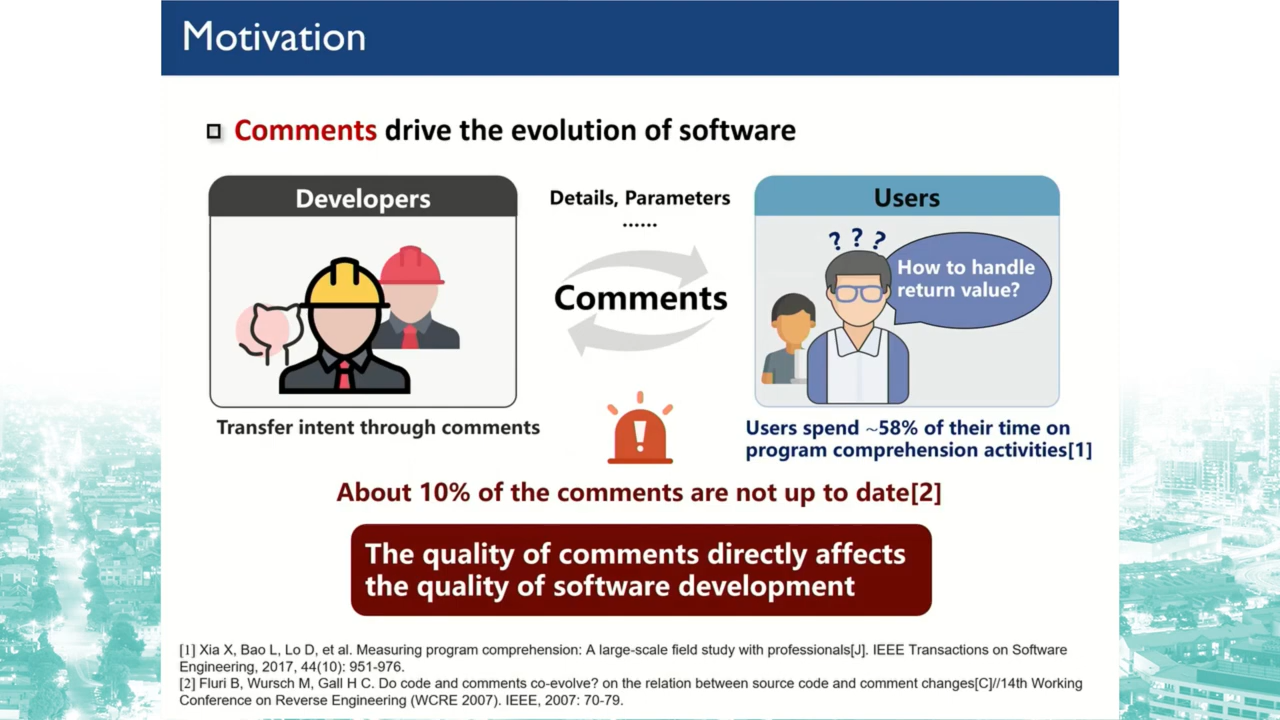 Motivation
Comments drive the evolution of software
Developers
Details, Parameters
......
Comments
Users
? ? ?
How to handle
return value?
Transfer intent through comments
!
Users spend ~58% of their time on
program comprehension activities[1]
About 10% of the comments are not up to date[2]
The quality of comments directly affects
the quality of software development
[1] Xia X, Bao L, Lo D, et al. Measuring program comprehension: A large-scale field study with professionals[J]. IEEE Transactions on Software
Engineering, 2017, 44(10): 951-976.
[2] Fluri B, Wursch M, Gall H C. Do code and comments co-evolve? on the relation between source code and comment changes[C]//14th Working
Conference on Reverse Engineering (WCRE 2007). IEEE, 2007: 70-79.